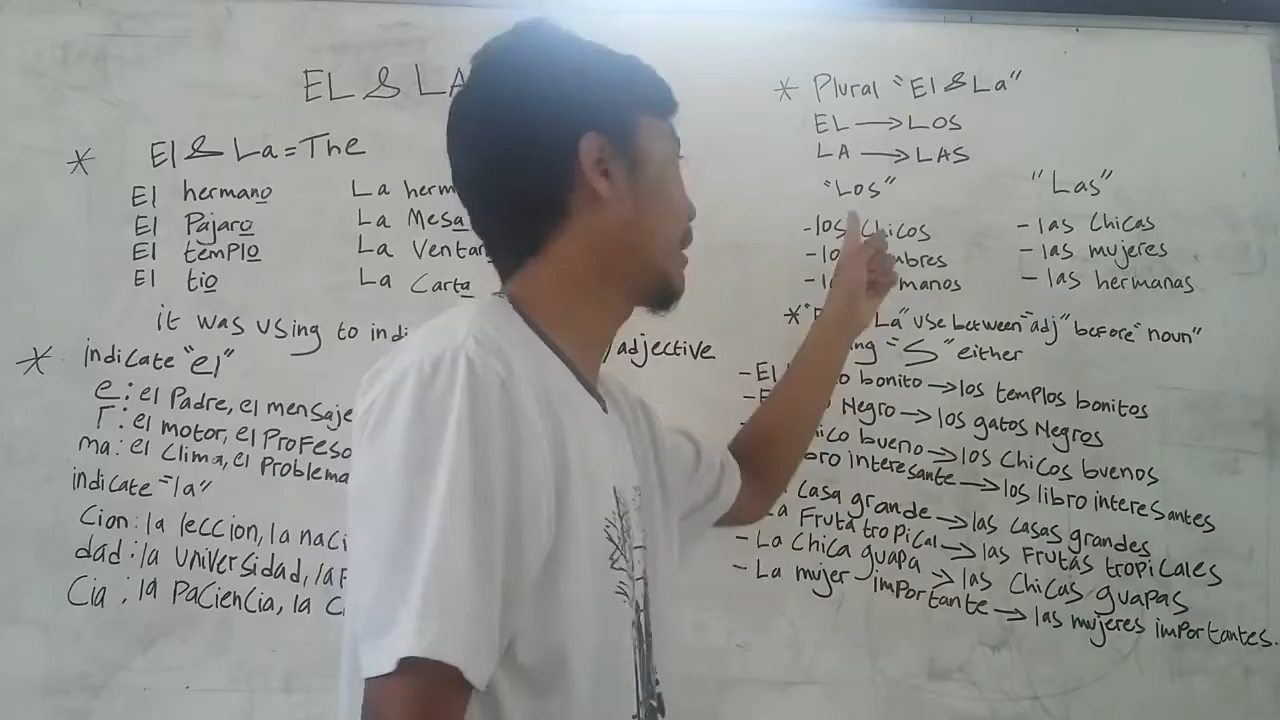 EL & LA
* El & La = The
El hermano La
El Pajaro La Mesa
El templo La
El tio La Carta
it was using to /adjective
* indicate "el"
e: el Padre, el mensaje
r: el motor, el Profeso
ma: el Clima, el Problema
indicate "la"
Cion: la leccion, la
dad: la Universidad,
Cia: la Paciencia, la
* Plural "El & La"
EL → LOS
LA → LAS
"Los"
- los Chicos
"Las"
- las Chicas
- las mujeres
- las hermanas
* La" use between "adj" before "noun"
"S" either
- El bonito → los templos bonitos
- Negro → los gatos Negros
bueno → los Chicos buenos
interesante → los libro interesantes
Casa grande → las casas grandes
Fruta tropical → las Frutas tropicales
- La Chica guapa → las Chicas guapas
- La mujer importante → las mujeres importantes.